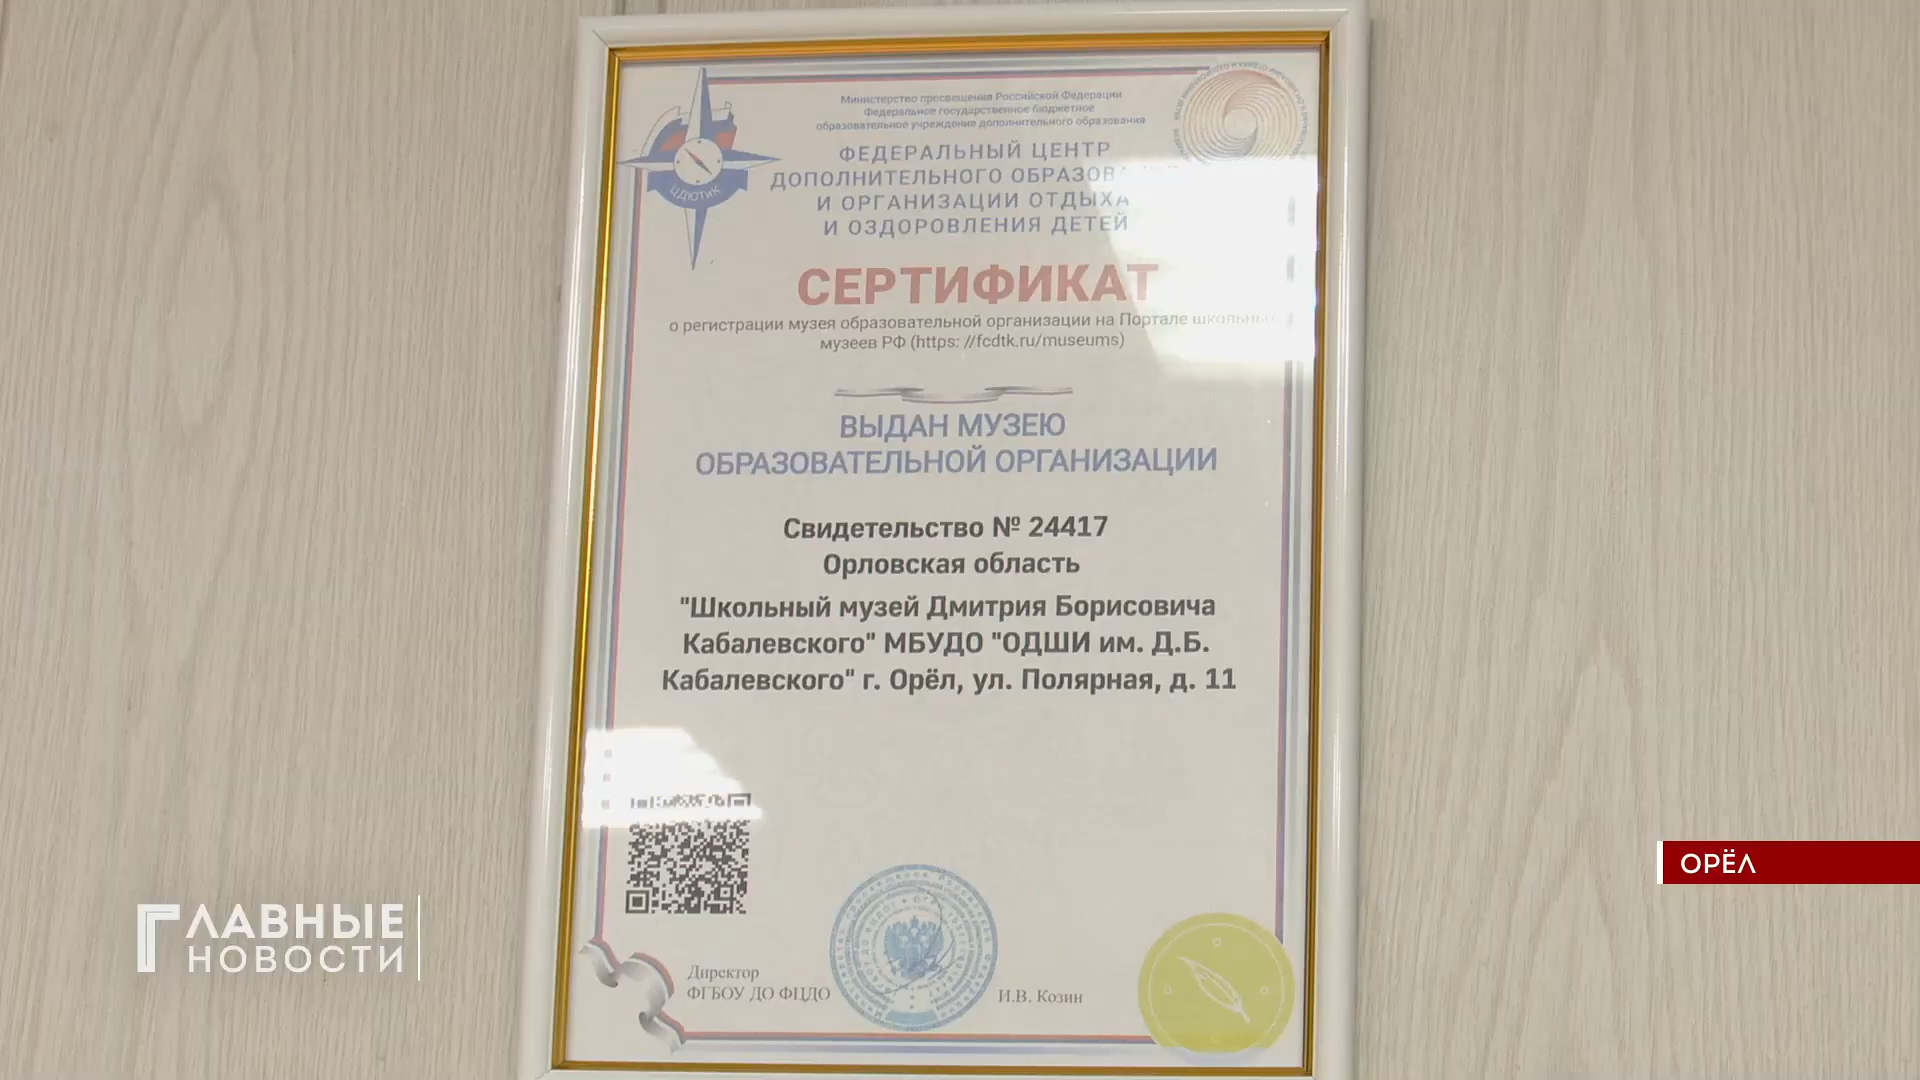 Министерство просвещения Российской Федерации
Федеральное государственное бюджетное
образовательное учреждение дополнительного образования
ФЕДЕРАЛЬНЫЙ ЦЕНТР
ДОПОЛНИТЕЛЬНОГО
И ОРГАНИЗАЦИИ ОТДЫХА
И ОЗДОРОВЛЕНИЯ ДЕТЕЙ
ЦДЮТиК
СЕРТИФИКАТ
о регистрации музея образовательной организации на Портале школьных
музеев РФ (https: //fcdtk.ru/museums)
ВЫДАН МУЗЕЮ
ОБРАЗОВАТЕЛЬНОЙ ОРГАНИЗАЦИИ
Свидетельство № 24417
Орловская область
"Школьный музей Дмитрия Борисовича
Кабалевского" МБУДО "ОДШИ им. Д.Б.
Кабалевского" г. Орёл, ул. Полярная, д. 11
Директор
ФГБОУ ДО ФЦДО
И.В. Козин
ОРЁЛ
ГЛАВНЫЕ
НОВОСТИ